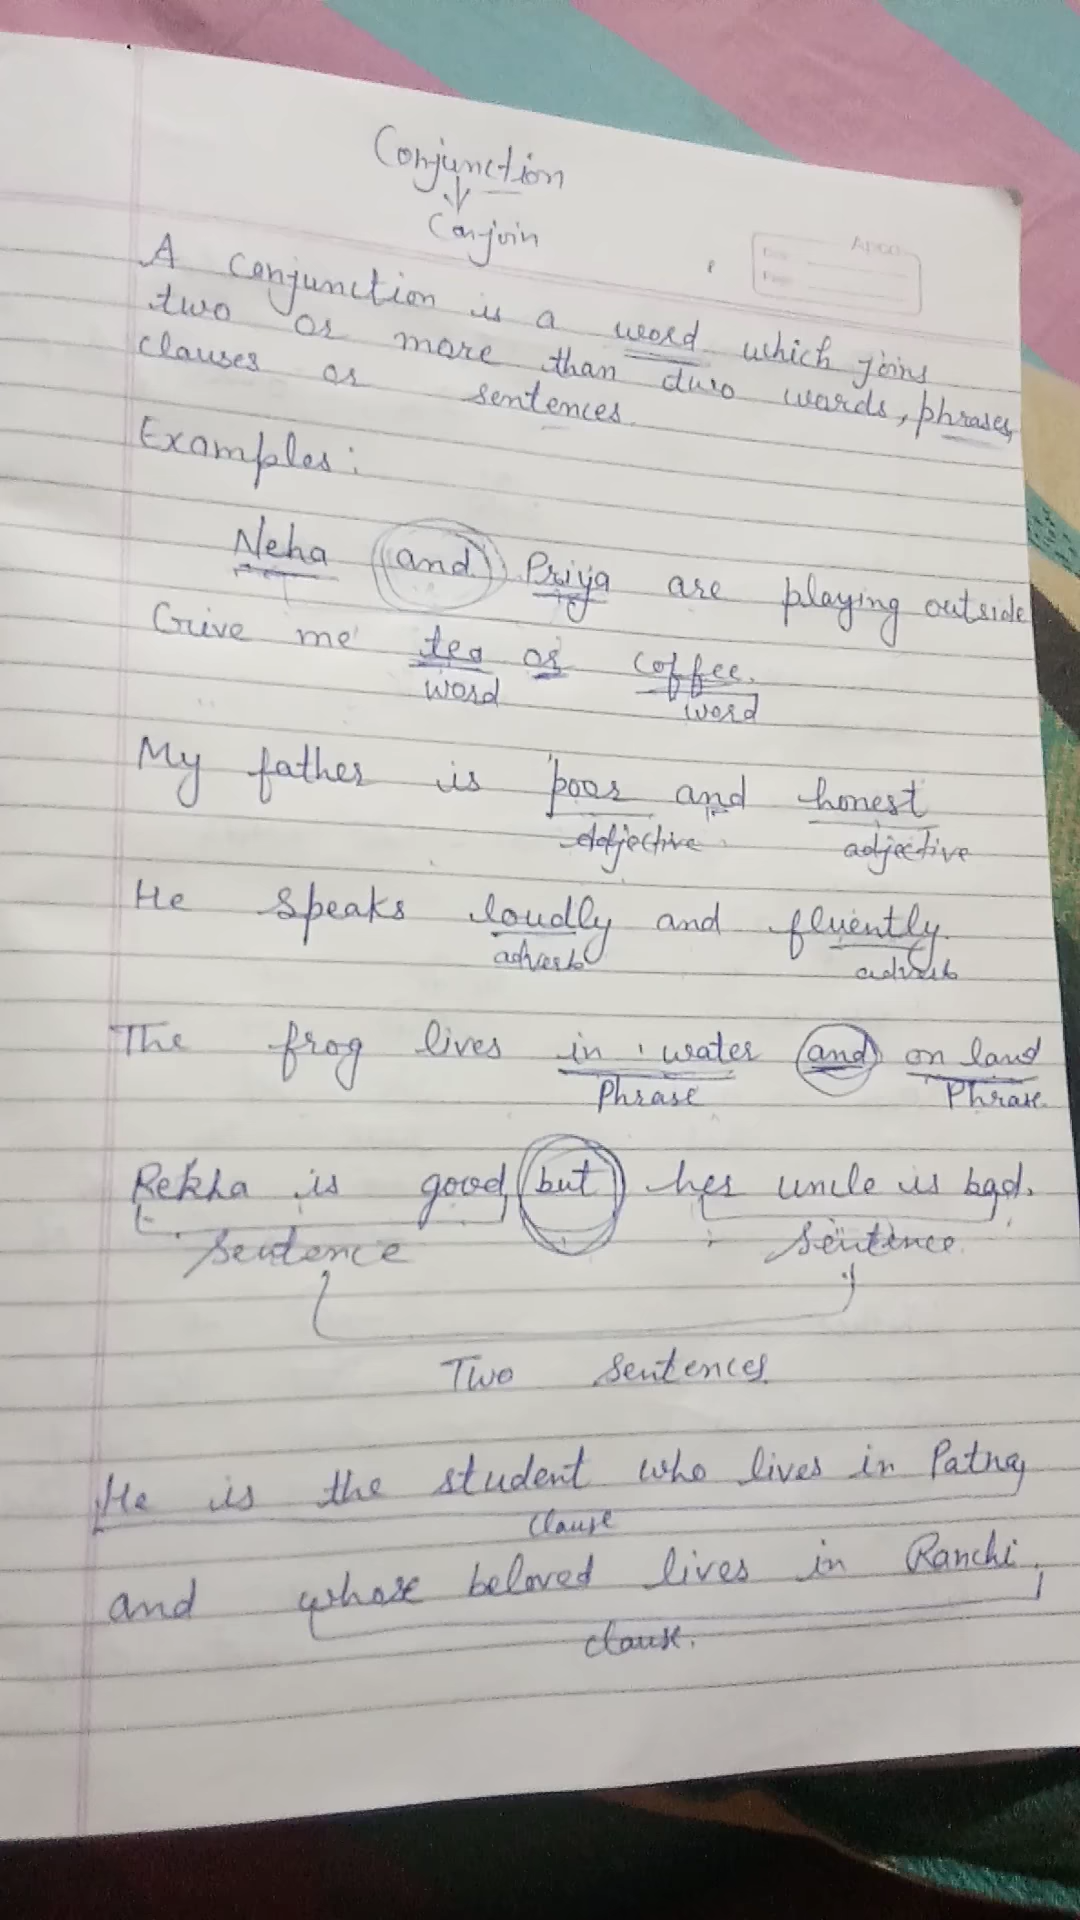 Conjunction
Conjoin
A conjunction is a word which joins
two or more than two words, phrases,
clauses or sentences.
Examples:
Neha and Priya are playing outside
Give me tea or coffee.
word word
My father is poor and honest
adjective adjective
He speaks loudly and fluently.
adverb adverb
The frog lives in water and on land
Phrase Phrase
Rekha is good but her uncle is bad.
Sentence Sentence
Two Sentences
He is the student who lives in Patna,
clause
and whose beloved lives in Ranchi.
clause.